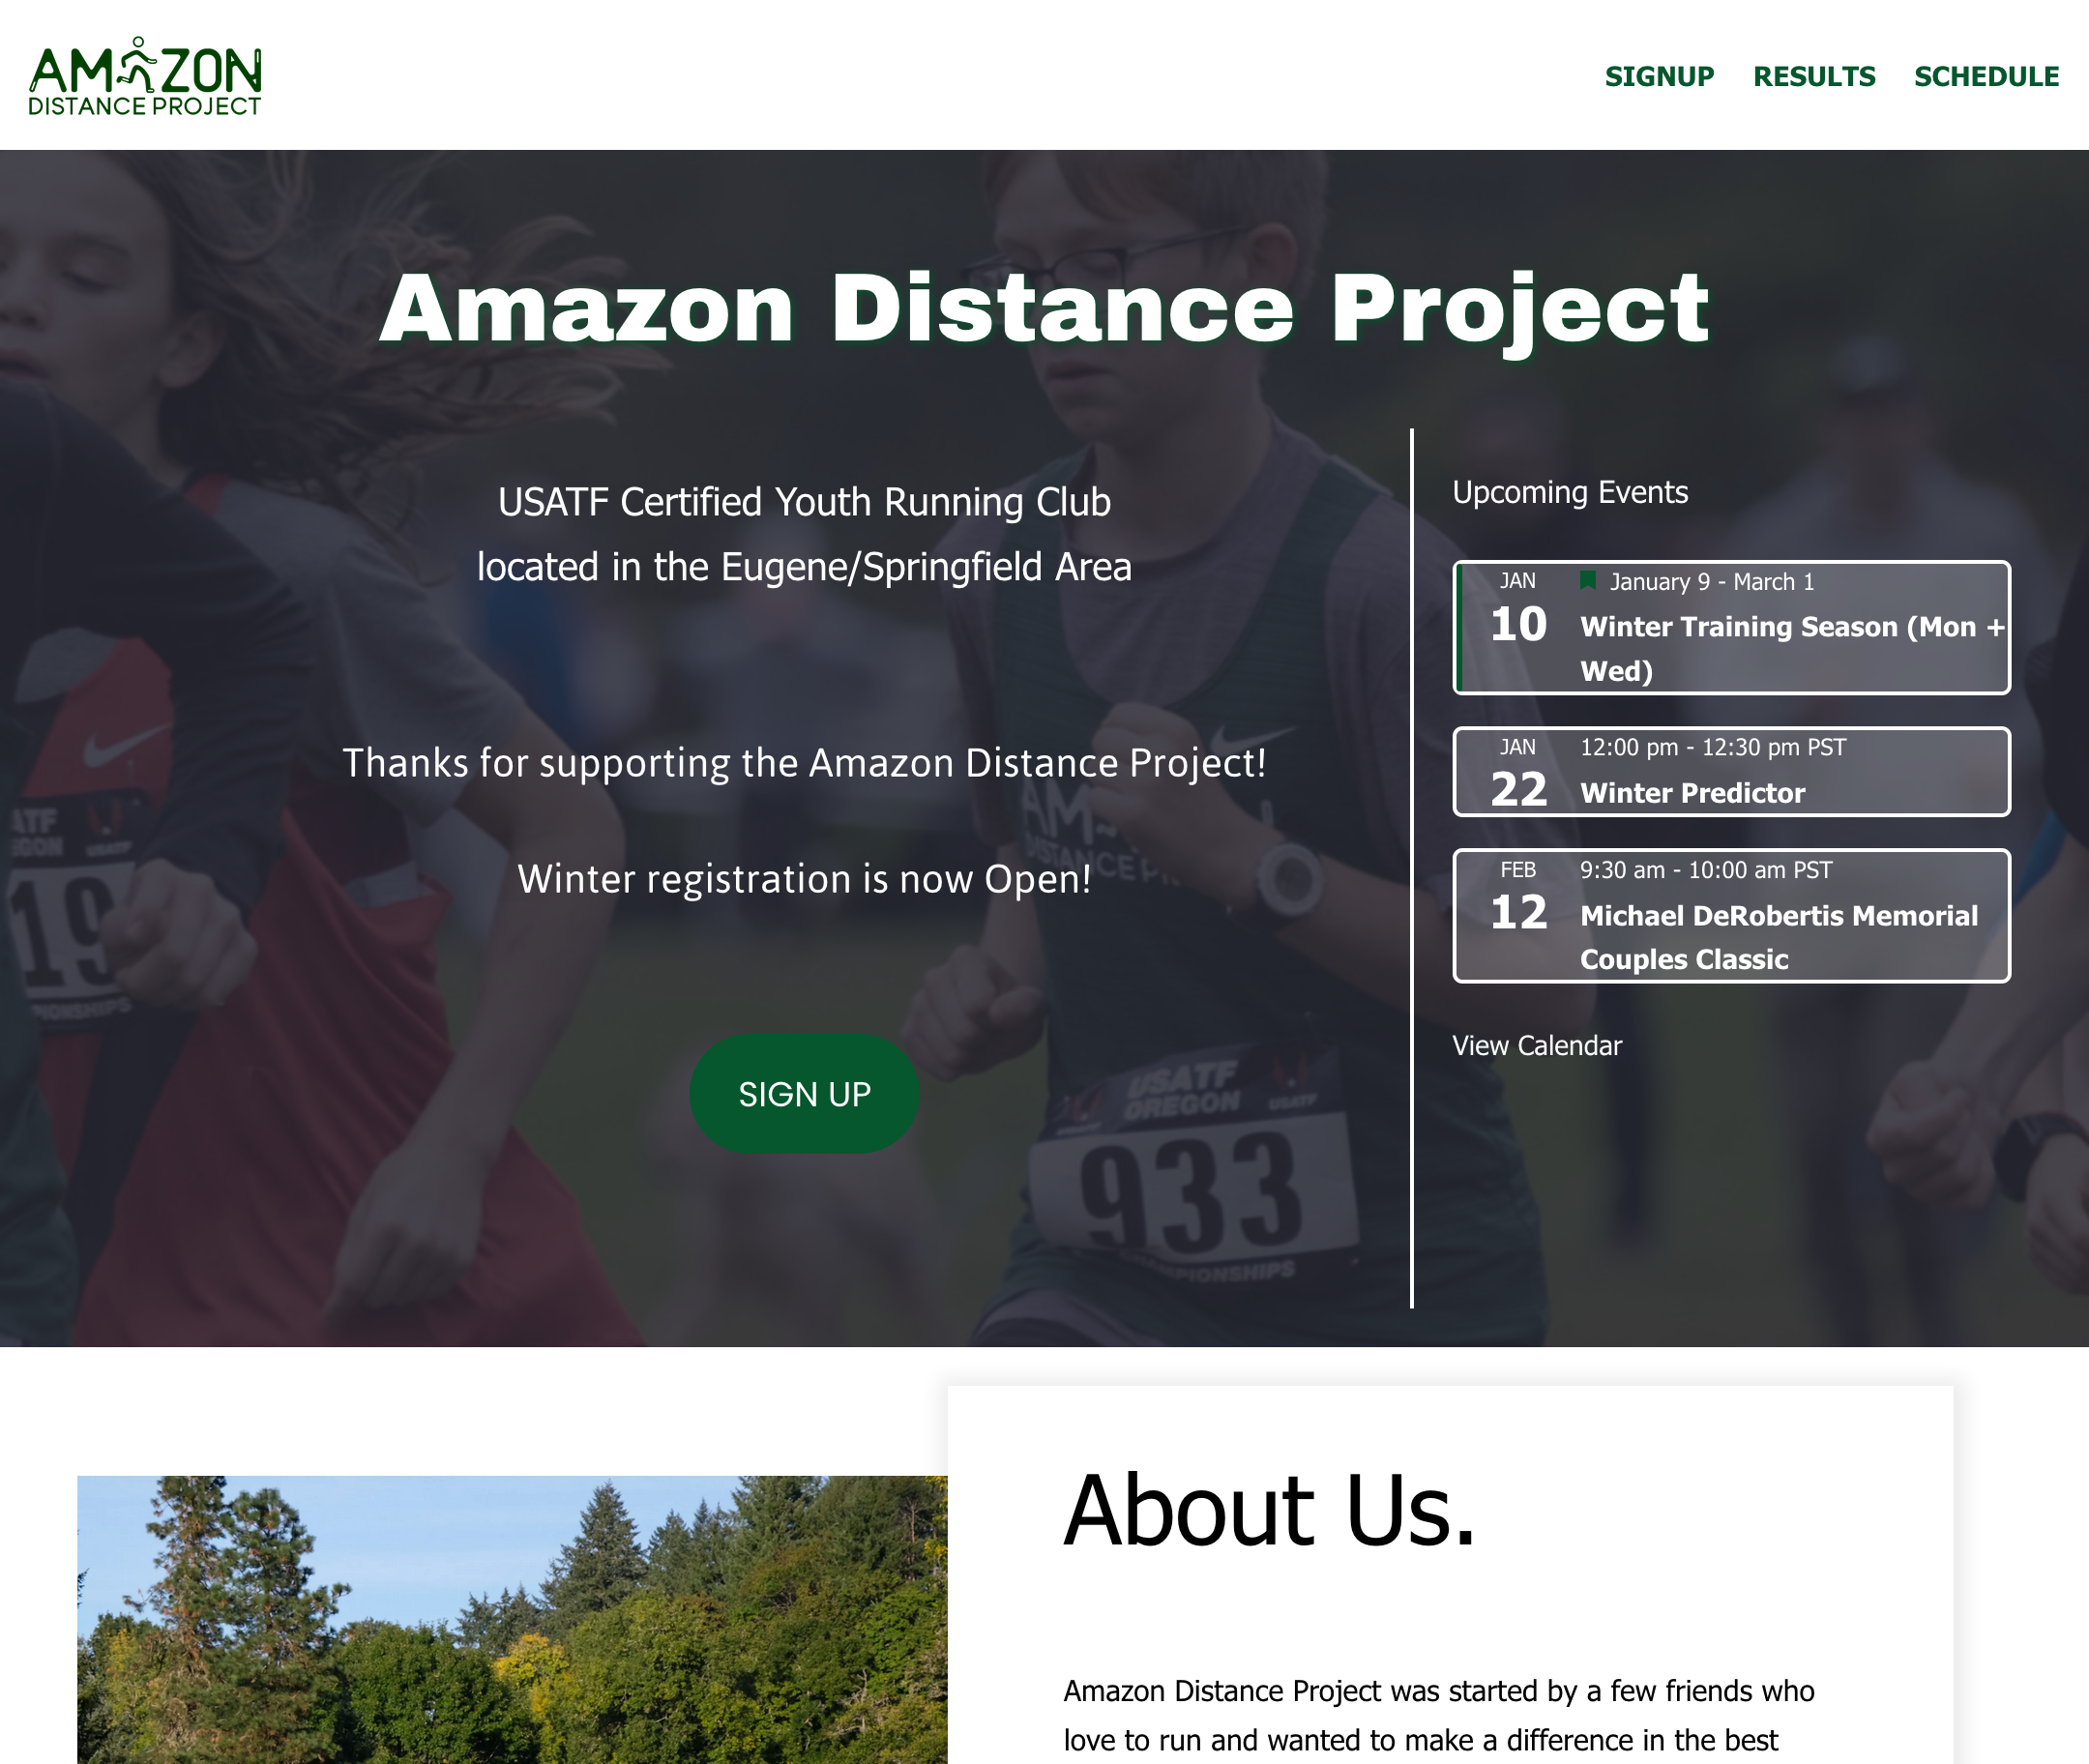 AMAZON
DISTANCE PROJECT
SIGNUP RESULTS SCHEDULE
Amazon Distance Project
USATF Certified Youth Running Club
located in the Eugene/Springfield Area
Thanks for supporting the Amazon Distance Project!
Winter registration is now Open!
SIGN UP
Upcoming Events
JAN
10
January 9 - March 1
Winter Training Season (Mon +
Wed)
JAN
22
12:00 pm - 12:30 pm PST
Winter Predictor
FEB
12
9:30 am - 10:00 am PST
Michael DeRobertis Memorial
Couples Classic
View Calendar
USATF
19
USATF
OREGON
USATF
933
About Us.
Amazon Distance Project was started by a few friends who
love to run and wanted to make a difference in the best